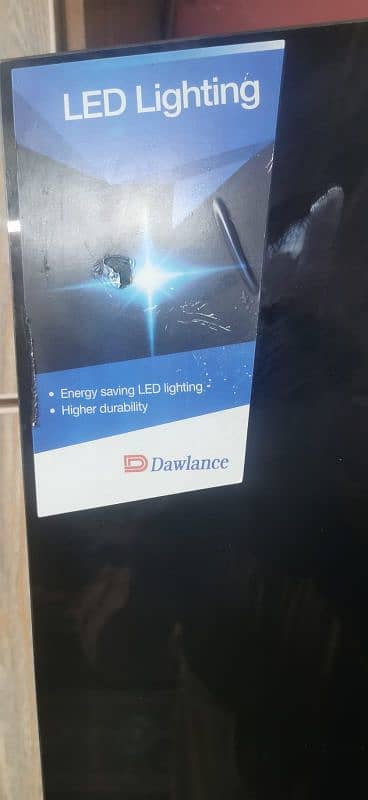 LED Lighting
• Energy saving LED lighting.
• Higher durability
Dawlance